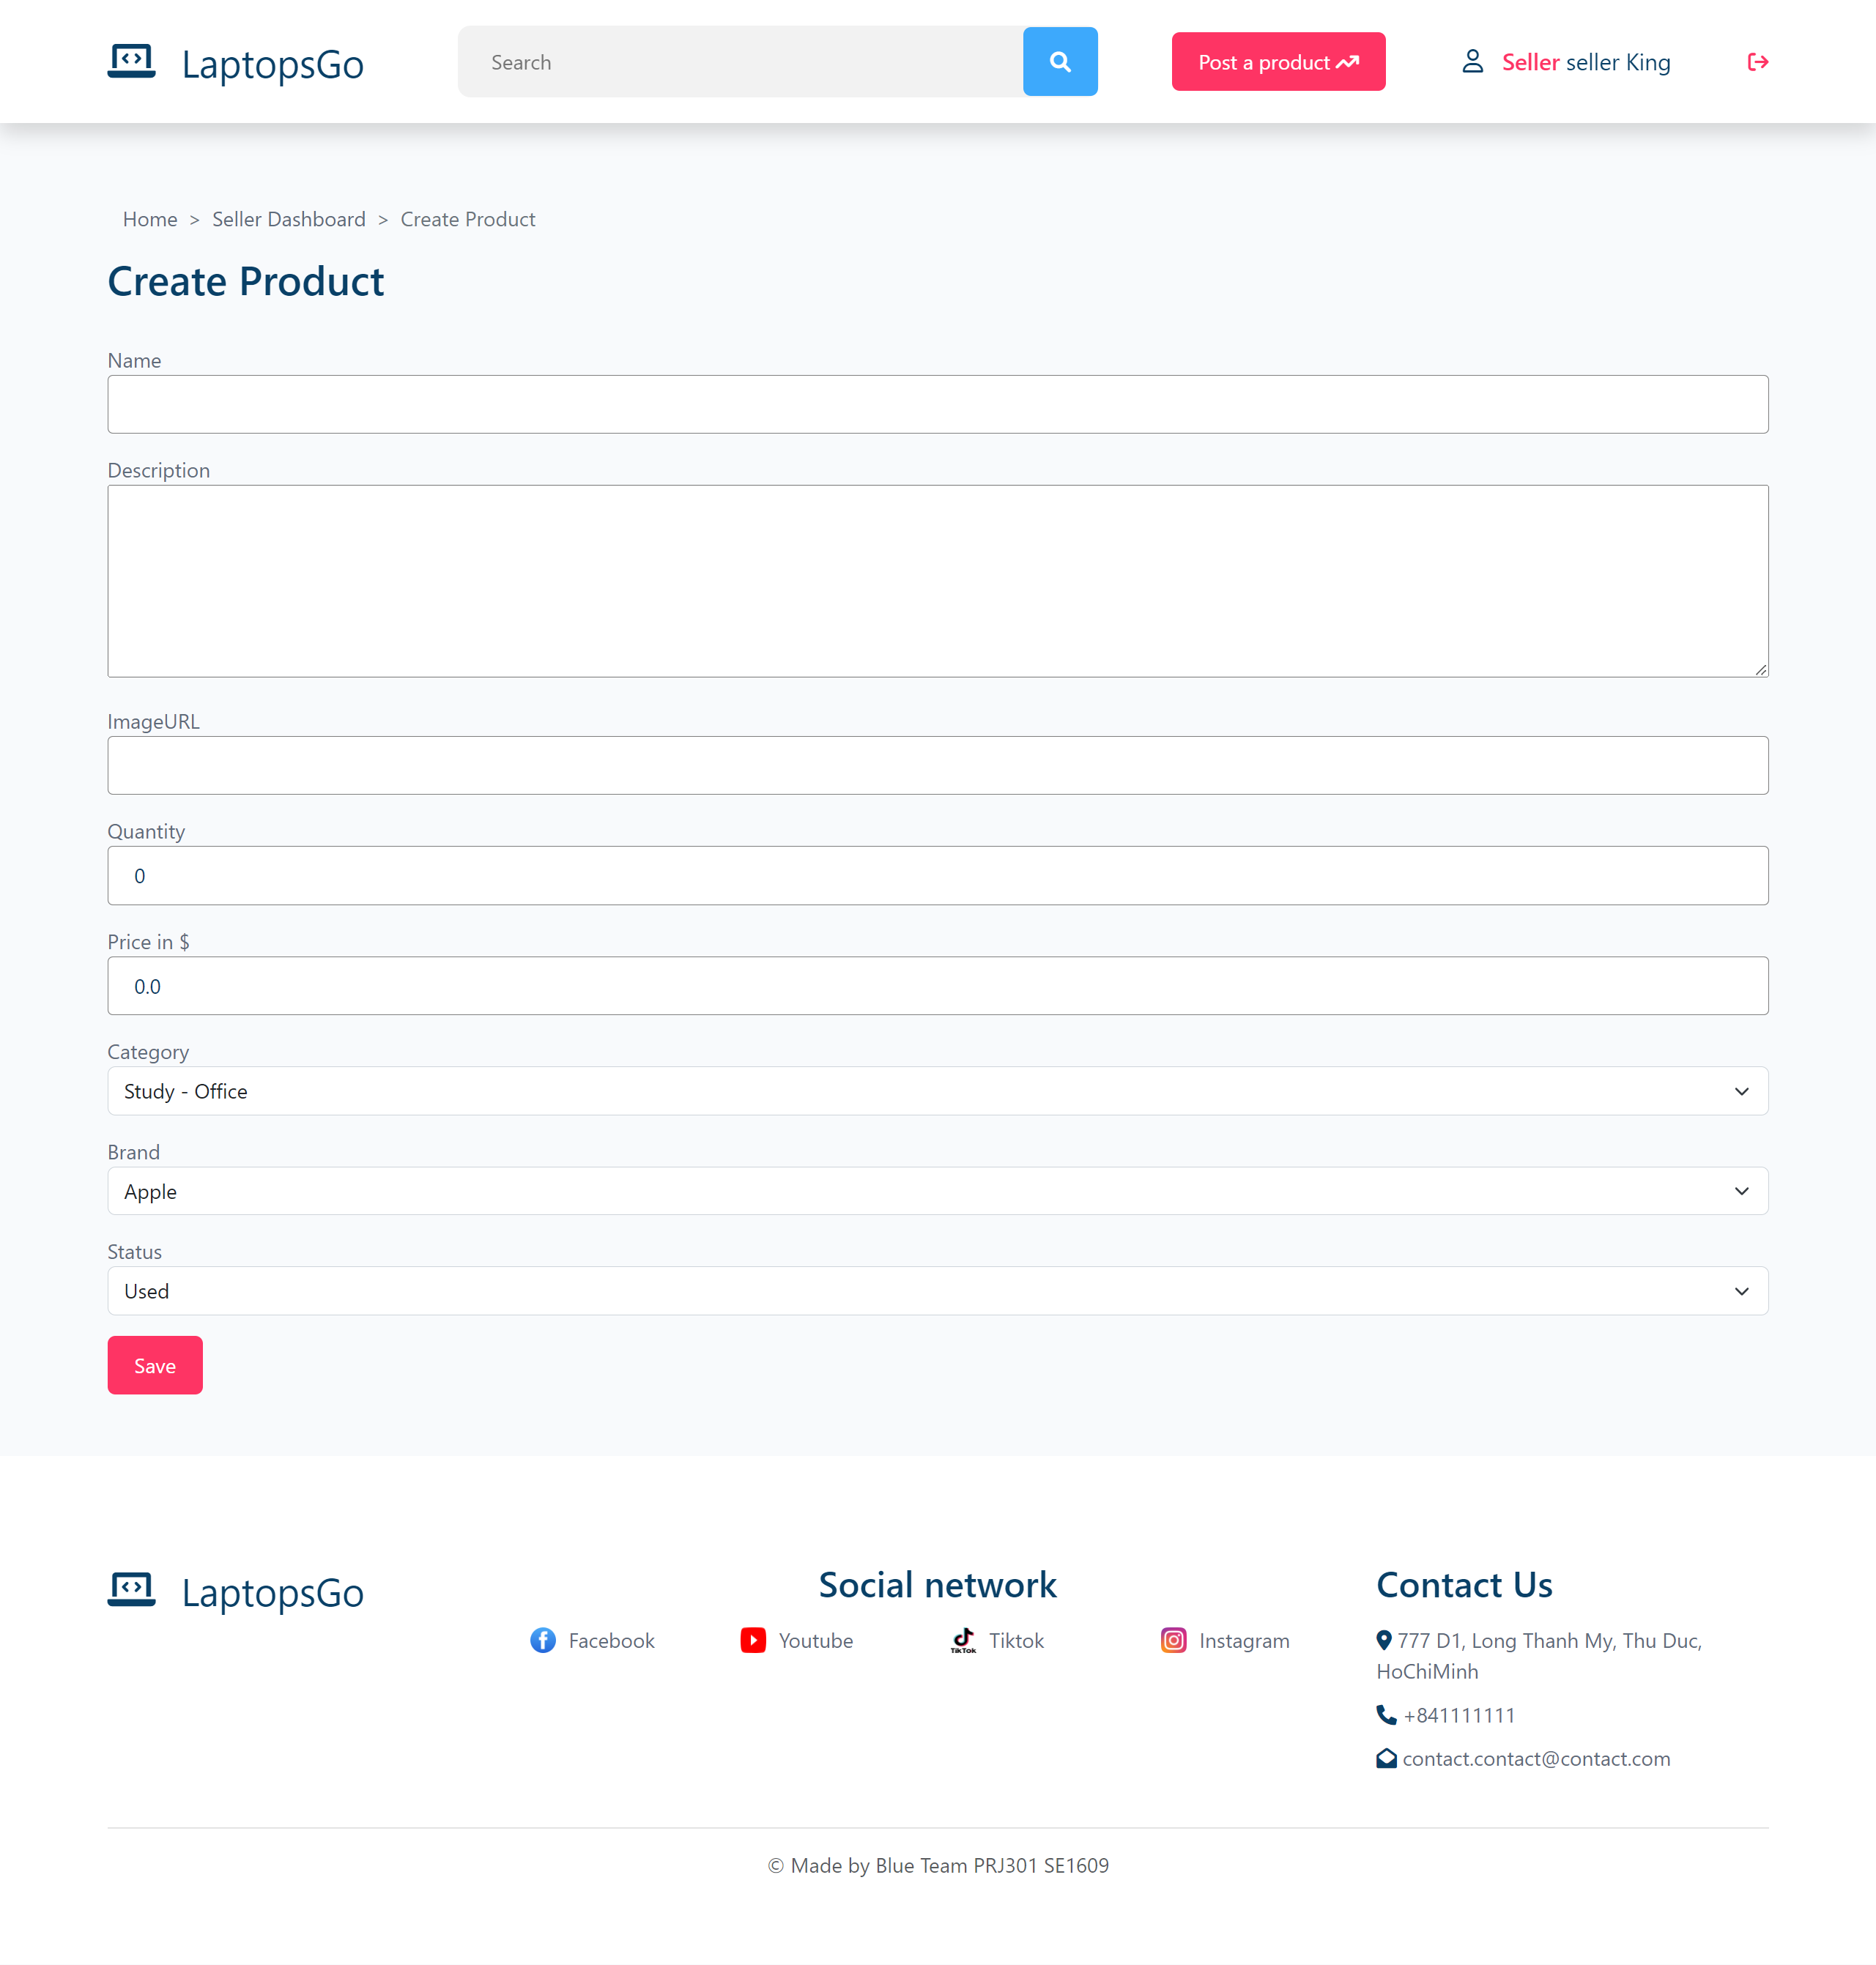 LaptopsGo
Search
Post a product
Seller seller King
Home > Seller Dashboard > Create Product
Create Product
Name
Description
ImageURL
Quantity
0
Price in $
0.0
Category
Study - Office
Brand
Apple
Status
Used
Save
LaptopsGo
Social network
Facebook
Youtube
TikTok
Tiktok
Instagram
Contact Us
777 D1, Long Thanh My, Thu Duc,
HoChiMinh
+841111111
contact.contact@contact.com
© Made by Blue Team PRJ301 SE1609